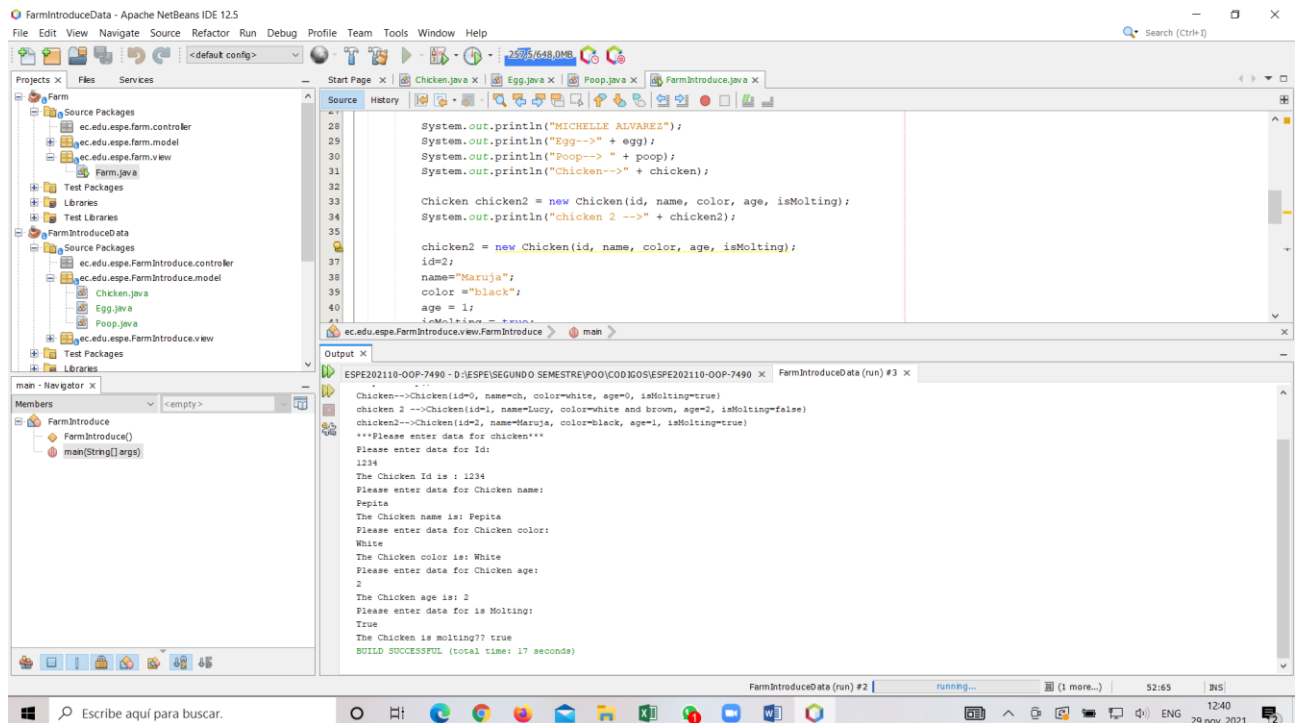 FarmIntroduceData - Apache NetBeans IDE 12.5
File Edit View Navigate Source Refactor Run Debug Profile Team Tools Window Help
Search (Ctrl+I)
<default config>
257,5/648,0MB
Projects Files Services
Farm
Source Packages
ec.edu.espe.farm.controller
ec.edu.espe.farm.model
ec.edu.espe.farm.view
Farm.java
Test Packages
Libraries
Test Libraries
FarmIntroduceData
Source Packages
ec.edu.espe.FarmIntroduce.controller
ec.edu.espe.FarmIntroduce.model
Chicken.java
Egg.java
Poop.java
ec.edu.espe.FarmIntroduce.view
Test Packages
Libraries
main - Navigator
Members <empty>
FarmIntroduce
FarmIntroduce()
main(String[] args)
Start Page Chicken.java Egg.java Poop.java FarmIntroduce.java
Source History
27
28 System.out.println("MICHELLE ALVAREZ");
29 System.out.println("Egg-->" + egg);
30 System.out.println("Poop--> " + poop);
31 System.out.println("Chicken-->" + chicken);
32
33 Chicken chicken2 = new Chicken(id, name, color, age, isMolting);
34 System.out.println("chicken 2 -->" + chicken2);
35
chicken2 = new Chicken(id, name, color, age, isMolting);
37 id=2;
38 name="Maruja";
39 color ="black";
40 age = 1;
41 isMolting = true;
ec.edu.espe.FarmIntroduce.view.FarmIntroduce main
Output
ESPE202110-OOP-7490 - D:\ESPE\SEGUNDO SEMESTRE\POO\CODIGOS\ESPE202110-OOP-7490 FarmIntroduceData (run) #3
Chicken-->Chicken(id=0, name=ch, color=white, age=0, isMolting=true}
chicken 2 -->Chicken(id=1, name=Lucy, color=white and brown, age=2, isMolting=false}
chicken2-->Chicken(id=2, name=Maruja, color=black, age=1, isMolting=true}
***Please enter data for chicken***
Please enter data for Id:
1234
The Chicken Id is : 1234
Please enter data for Chicken name:
Pepita
The Chicken name is: Pepita
Please enter data for Chicken color:
White
The Chicken color is: White
Please enter data for Chicken age:
2
The Chicken age is: 2
Please enter data for is Molting:
True
The Chicken is molting?? true
BUILD SUCCESSFUL (total time: 17 seconds)
FarmIntroduceData (run) #2 running... (1 more...) 52:65 INS
Escribe aquí para buscar.
ENG
12:40
29 nov. 2021
2